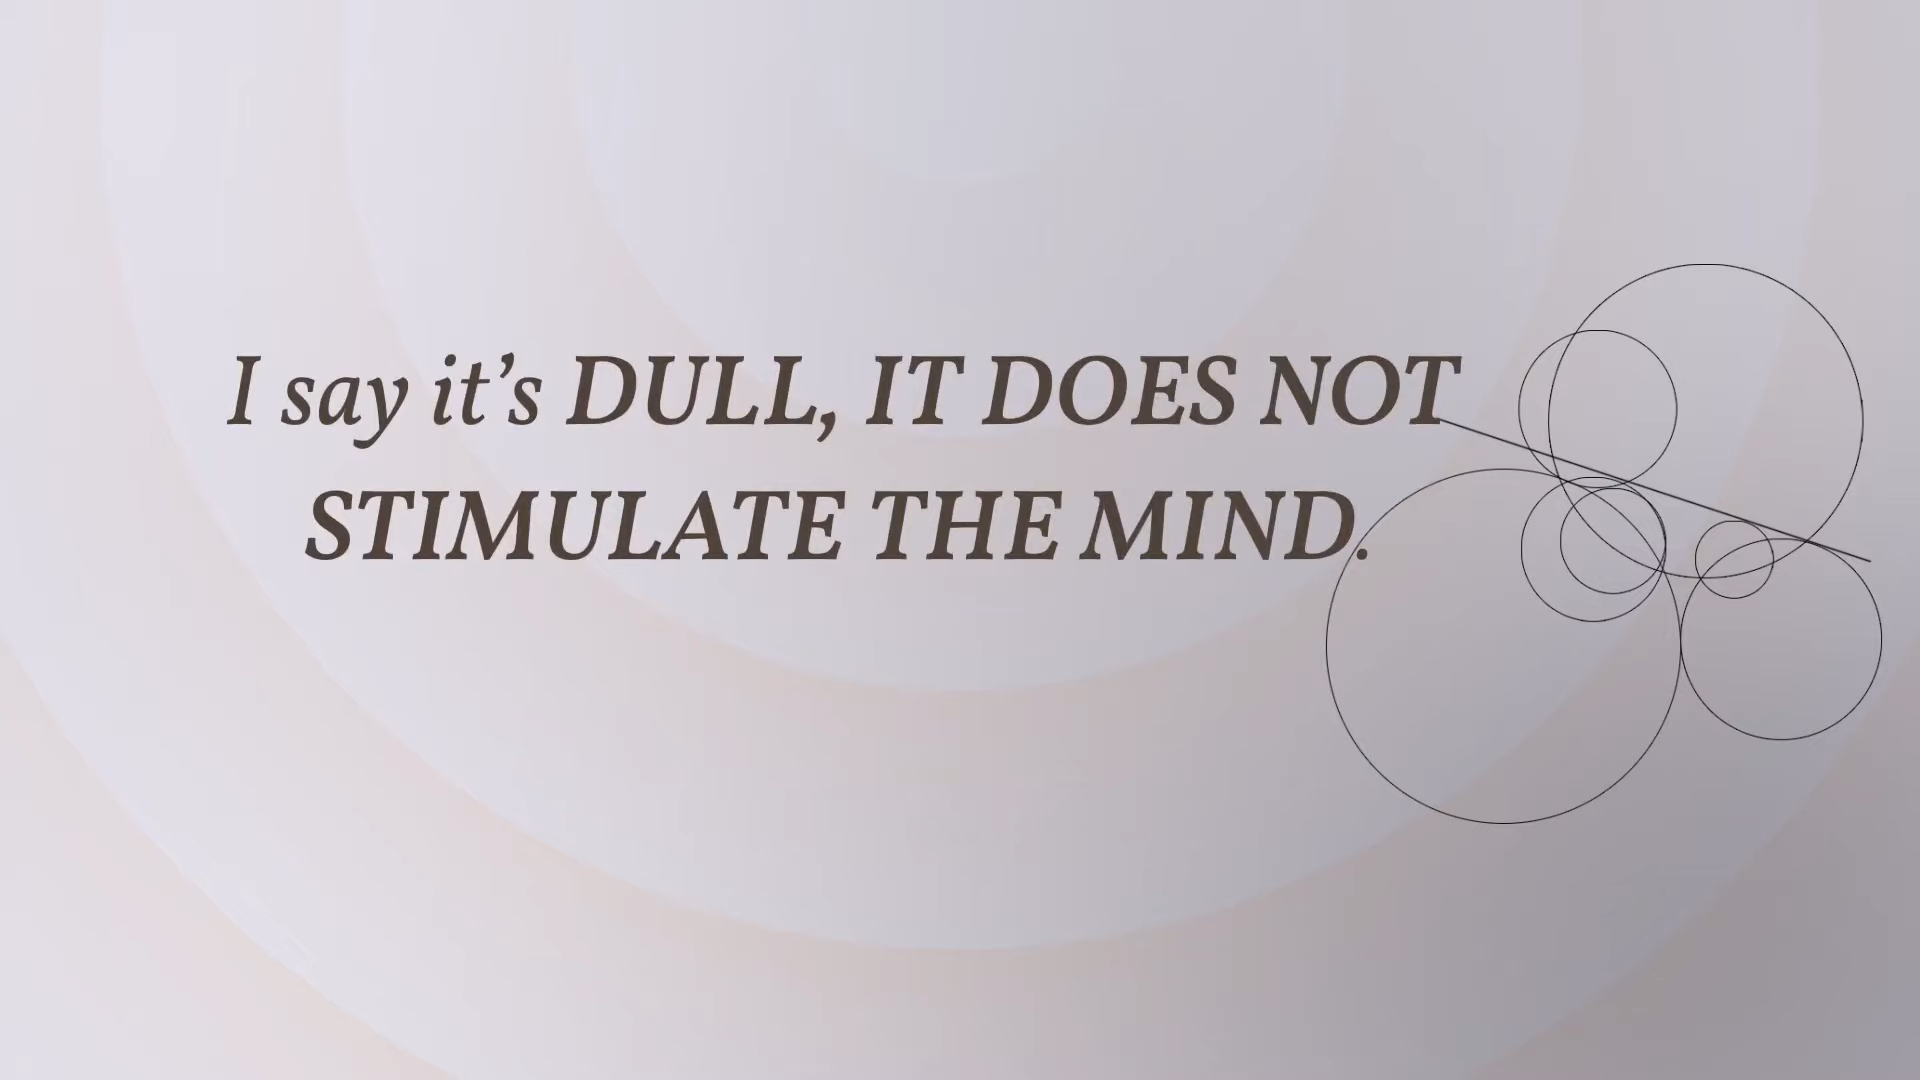 I say it’s DULL, IT DOES NOT
STIMULATE THE MIND.